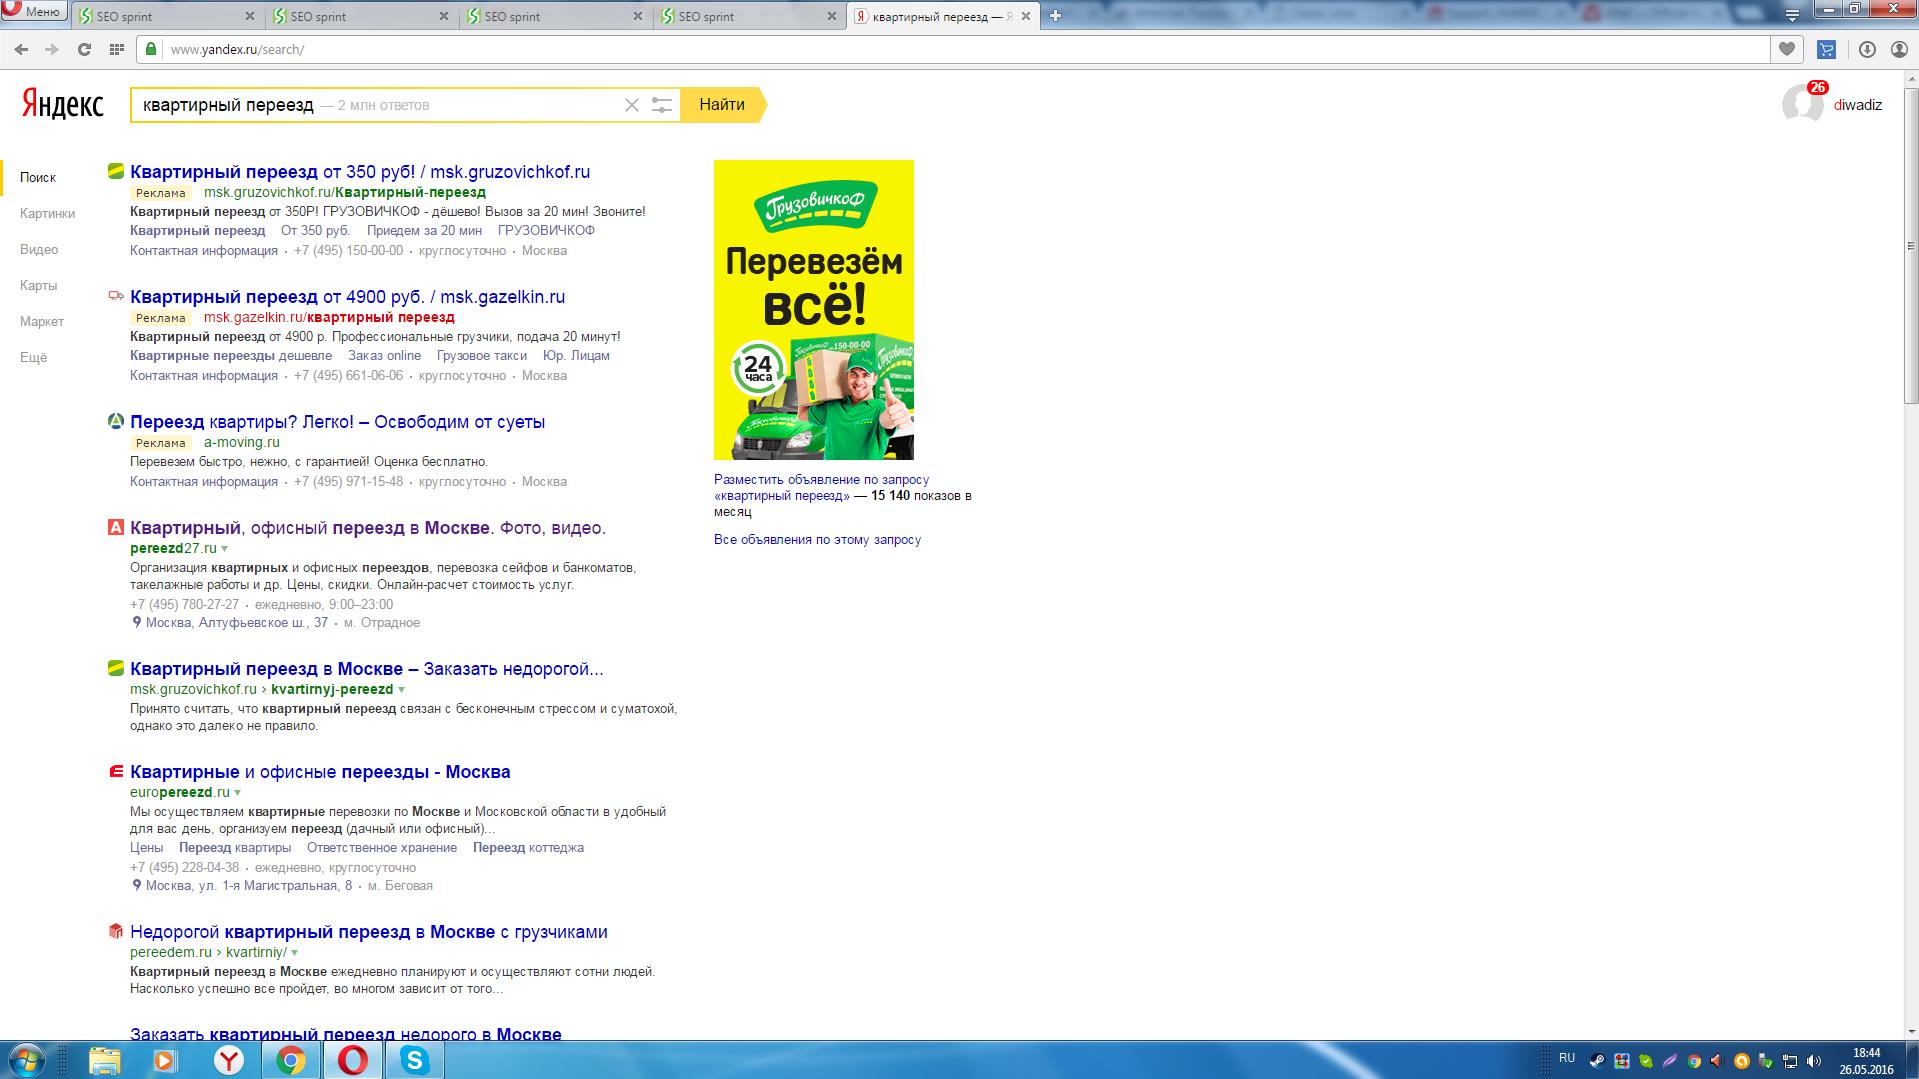 Меню
SEO sprint
SEO sprint
SEO sprint
SEO sprint
квартирный переезд — Я
www.yandex.ru/search/
Яндекс
квартирный переезд — 2 млн ответов
Найти
26
diwadiz
Поиск
Картинки
Видео
Карты
Маркет
Ещё
Квартирный переезд от 350 руб! / msk.gruzovichkof.ru
Реклама msk.gruzovichkof.ru/Квартирный-переезд
Квартирный переезд от 350Р! ГРУЗОВИЧКОФ - дёшево! Вызов за 20 мин! Звоните!
Квартирный переезд От 350 руб. Приедем за 20 мин ГРУЗОВИЧКОФ
Контактная информация · +7 (495) 150-00-00 · круглосуточно · Москва
Квартирный переезд от 4900 руб. / msk.gazelkin.ru
Реклама msk.gazelkin.ru/квартирный переезд
Квартирный переезд от 4900 р. Профессиональные грузчики, подача 20 минут!
Квартирные переезды дешевле Заказ online Грузовое такси Юр. Лицам
Контактная информация · +7 (495) 661-06-06 · круглосуточно · Москва
Переезд квартиры? Легко! – Освободим от суеты
Реклама a-moving.ru
Перевезем быстро, нежно, с гарантией! Оценка бесплатно.
Контактная информация · +7 (495) 971-15-48 · круглосуточно · Москва
Квартирный, офисный переезд в Москве. Фото, видео.
pereezd27.ru
Организация квартирных и офисных переездов, перевозка сейфов и банкоматов,
такелажные работы и др. Цены, скидки. Онлайн-расчет стоимость услуг.
+7 (495) 780-27-27 · ежедневно, 9:00–23:00
Москва, Алтуфьевское ш., 37 · м. Отрадное
Квартирный переезд в Москве – Заказать недорогой...
msk.gruzovichkof.ru › kvartirnyj-pereezd
Принято считать, что квартирный переезд связан с бесконечным стрессом и суматохой,
однако это далеко не правило.
Квартирные и офисные переезды - Москва
europereezd.ru
Мы осуществляем квартирные перевозки по Москве и Московской области в удобный
для вас день, организуем переезд (дачный или офисный)...
Цены Переезд квартиры Ответственное хранение Переезд коттеджа
+7 (495) 228-04-38 · ежедневно, круглосуточно
Москва, ул. 1-я Магистральная, 8 · м. Беговая
Недорогой квартирный переезд в Москве с грузчиками
pereedem.ru › kvartirniy/
Квартирный переезд в Москве ежедневно планируют и осуществляют сотни людей.
Насколько успешно все пройдет, во многом зависит от того...
Заказать квартирный переезд недорого в Москве
ГрузовичкоФ
Перевезём
всё!
24
часа
150-00-00
ГрузовичкоФ
Разместить объявление по запросу
«квартирный переезд» — 15 140 показов в
месяц
Все объявления по этому запросу
RU
18:44
26.05.2016